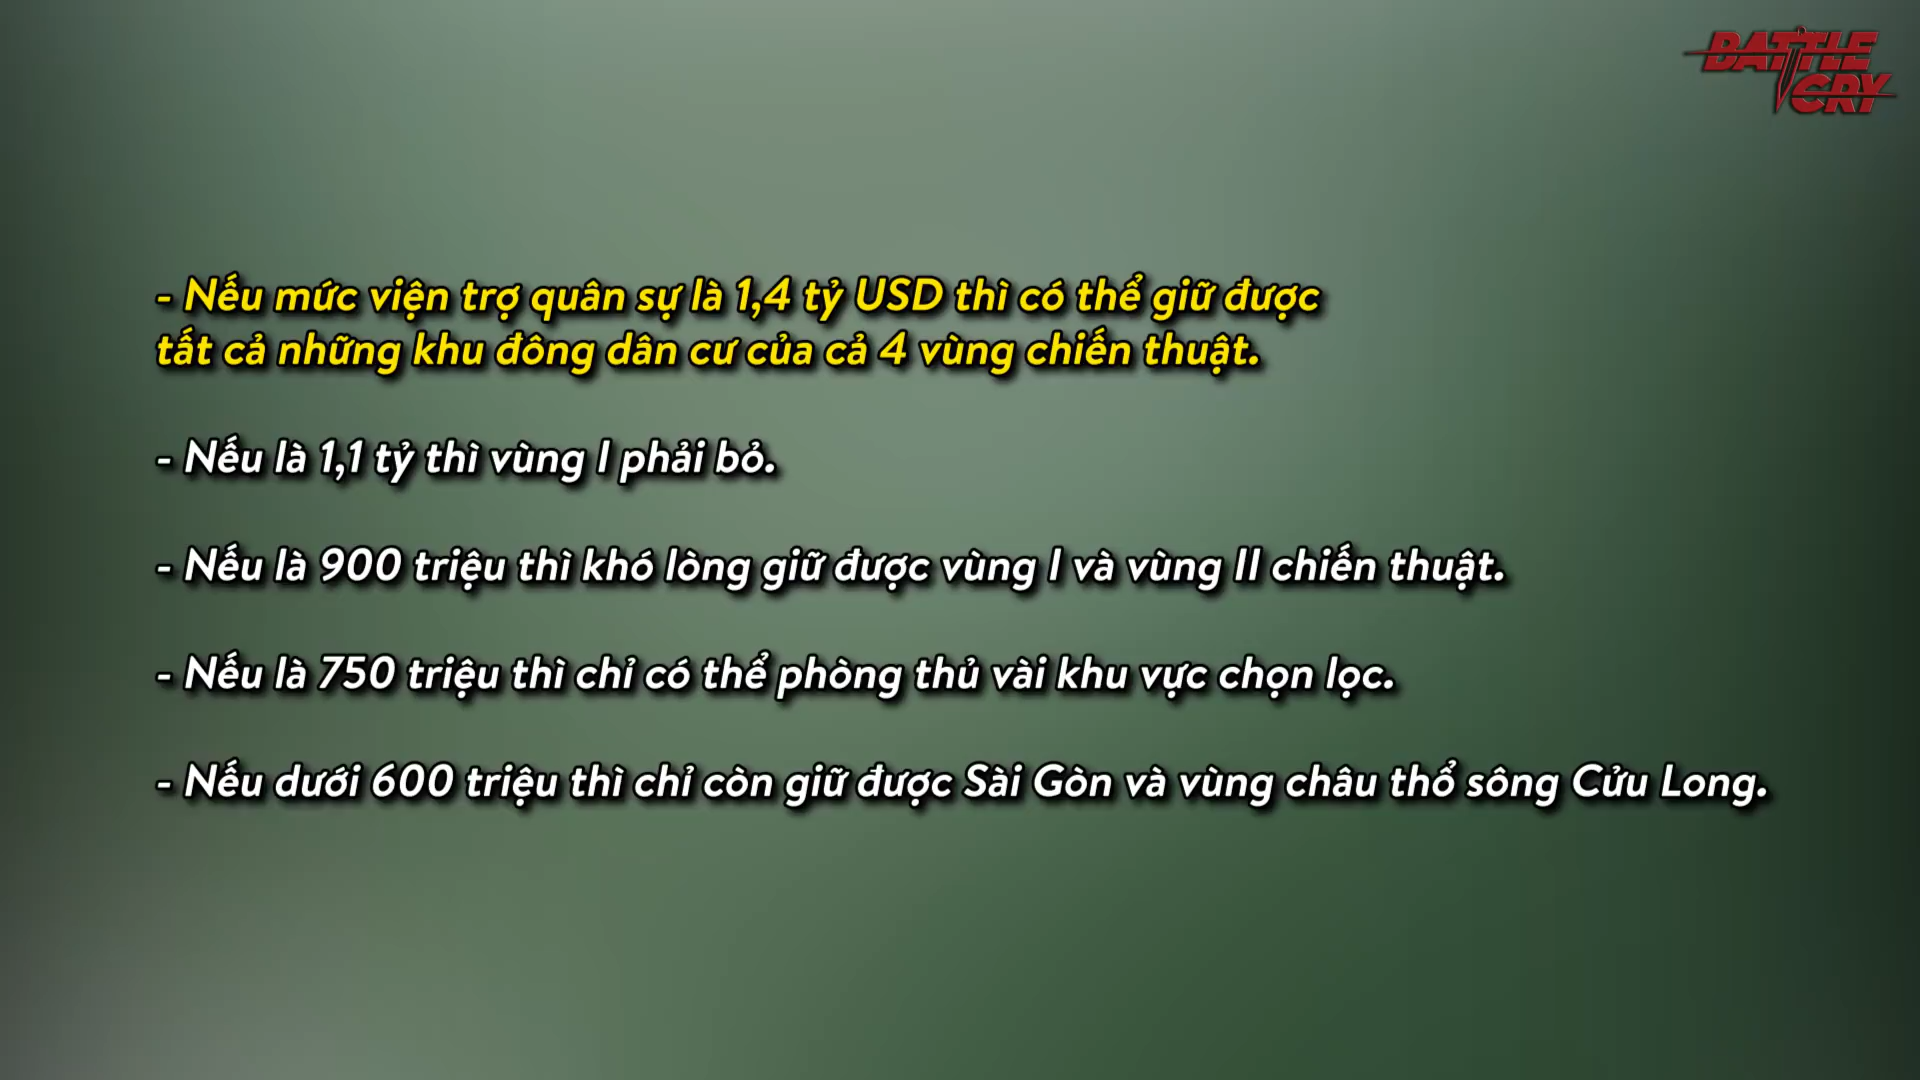 BATTLE
CRY
- Nếu mức viện trợ quân sự là 1,4 tỷ USD thì có thể giữ được
tất cả những khu đông dân cư của cả 4 vùng chiến thuật.
- Nếu là 1,1 tỷ thì vùng I phải bỏ.
- Nếu là 900 triệu thì khó lòng giữ được vùng I và vùng II chiến thuật.
- Nếu là 750 triệu thì chỉ có thể phòng thủ vài khu vực chọn lọc.
- Nếu dưới 600 triệu thì chỉ còn giữ được Sài Gòn và vùng châu thổ sông Cửu Long.